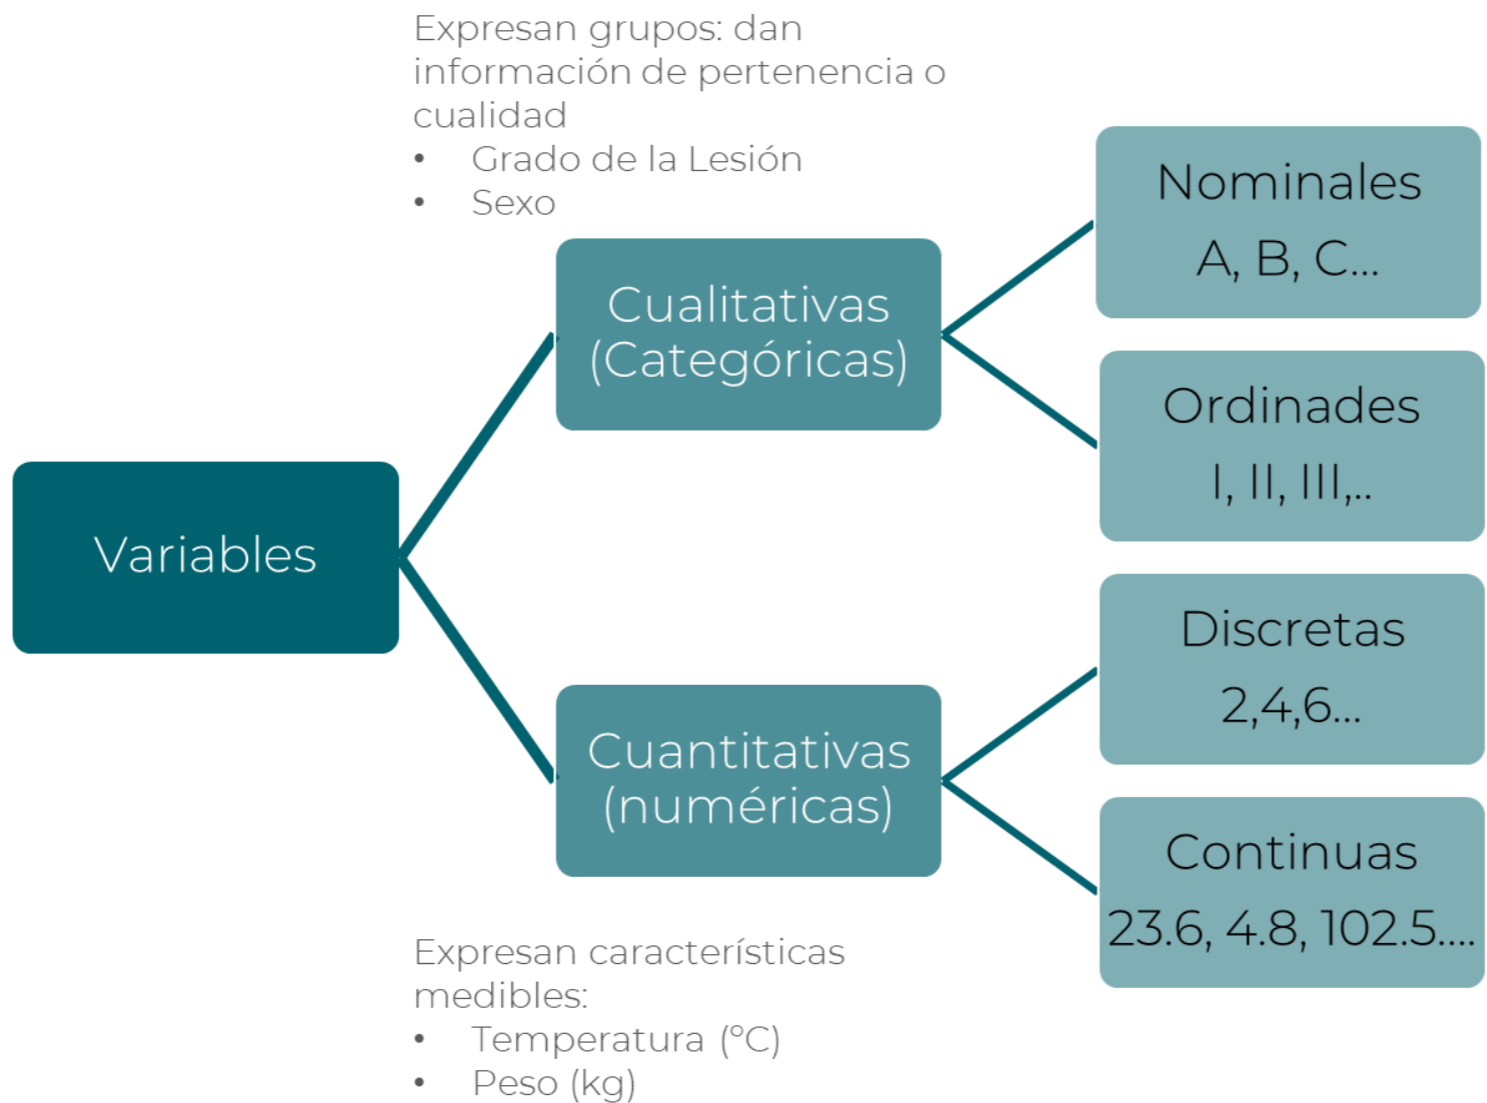 Expresan grupos: dan
información de pertenencia o
cualidad
• Grado de la Lesión
• Sexo
Nominales
A, B, C...
Cualitativas
(Categóricas)
Ordinades
I, II, III,..
Variables
Discretas
2,4,6...
Cuantitativas
(numéricas)
Continuas
23.6, 4.8, 102.5....
Expresan características
medibles:
• Temperatura (ºC)
• Peso (kg)